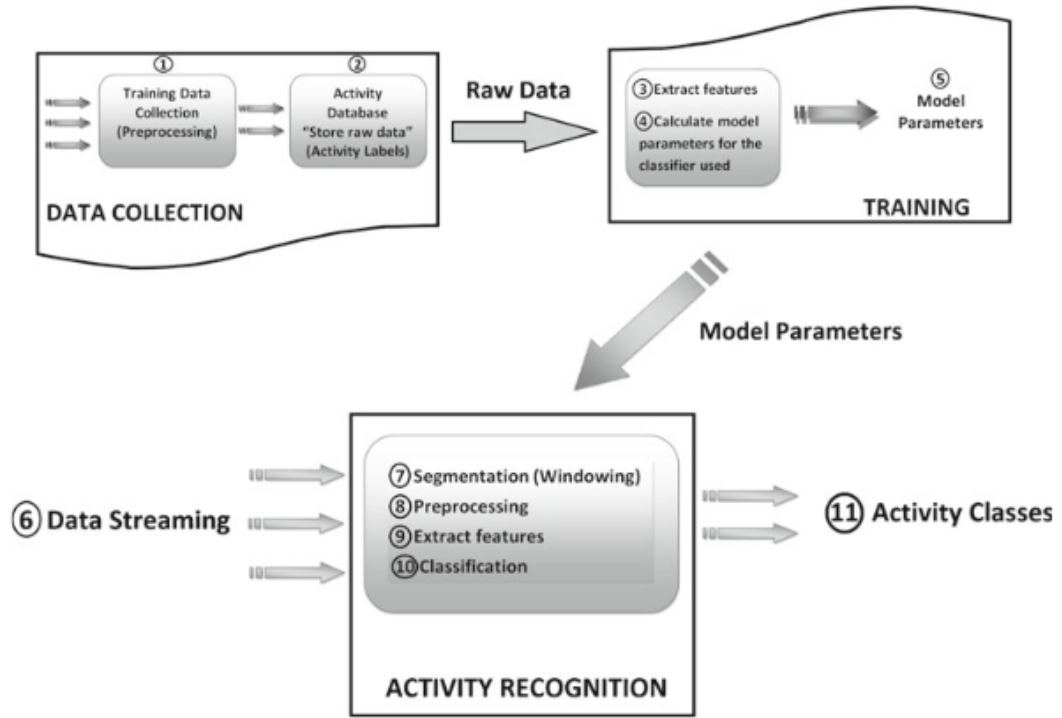 ①
Training Data
Collection
(Preprocessing)
②
Activity
Database
“Store raw data”
(Activity Labels)
DATA COLLECTION
Raw Data
③ Extract features
④ Calculate model
parameters for the
classifier used
⑤
Model
Parameters
TRAINING
Model Parameters
⑥ Data Streaming
⑦ Segmentation (Windowing)
⑧ Preprocessing
⑨ Extract features
⑩ Classification
ACTIVITY RECOGNITION
⑪ Activity Classes